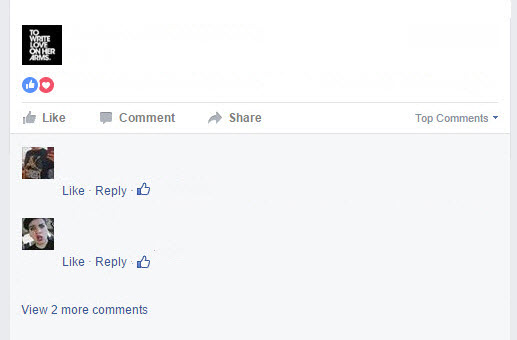 TO
WRITE
LOVE
ON HER
ARMS.
Like Comment Share Top Comments
Like · Reply ·
Like · Reply ·
View 2 more comments